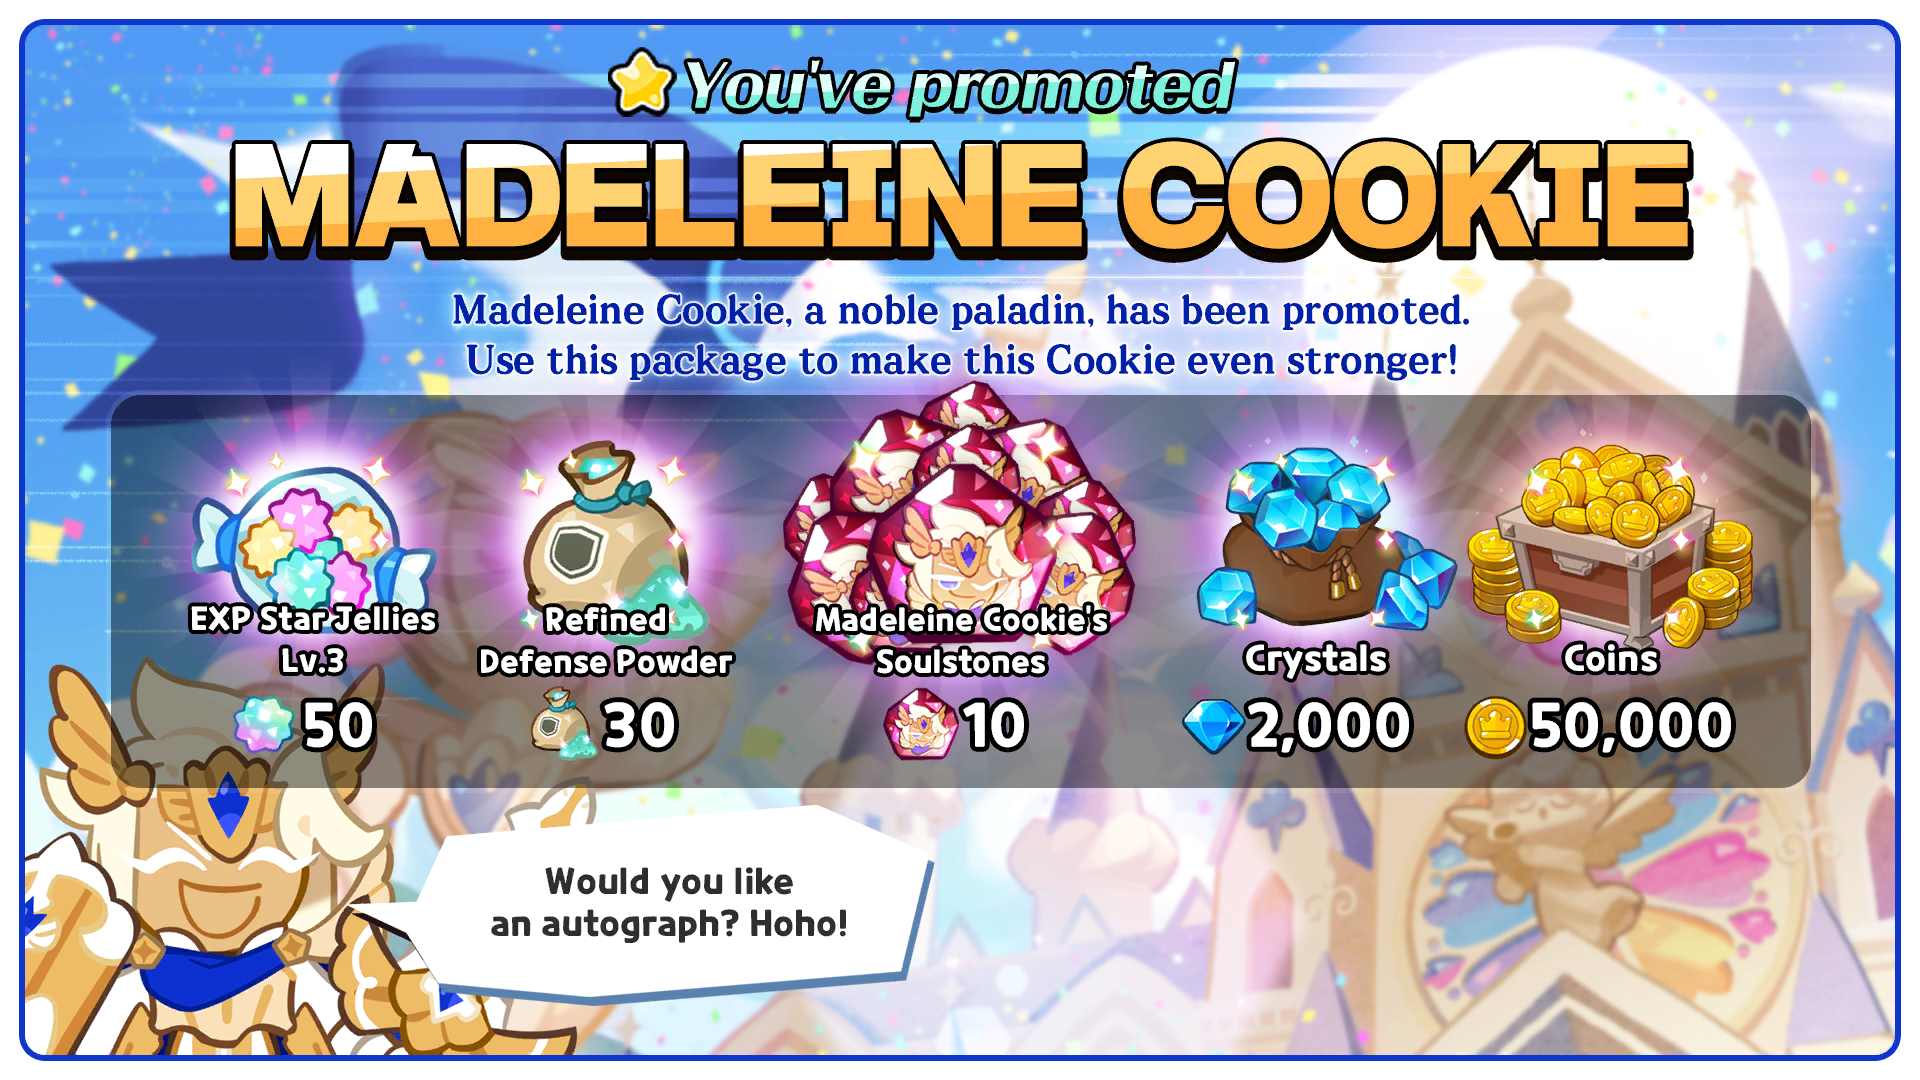 You've promoted
MADELEINE COOKIE
Madeleine Cookie, a noble paladin, has been promoted.
Use this package to make this Cookie even stronger!
EXP Star Jellies
Lv.3
50
Refined
Defense Powder
30
Madeleine Cookie's
Soulstones
10
Crystals
2,000
Coins
50,000
Would you like
an autograph? Hoho!